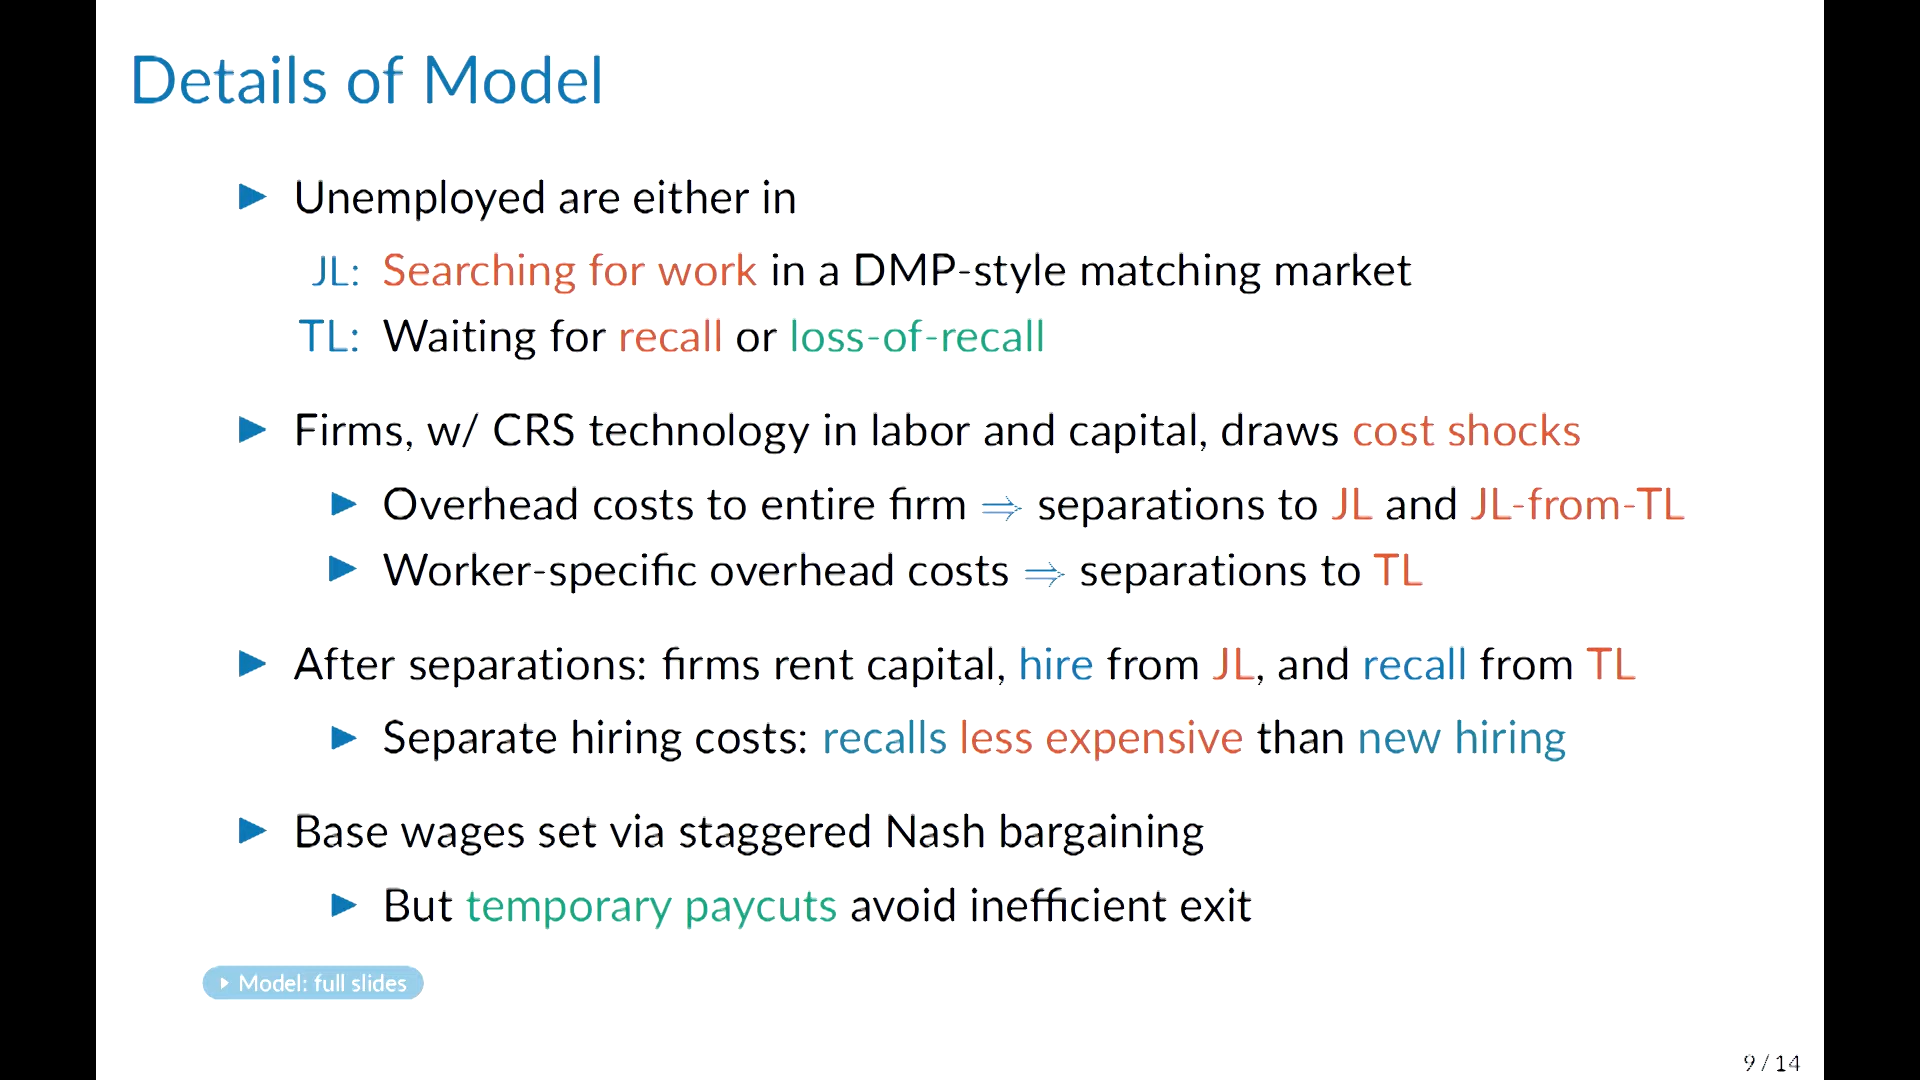 Details of Model
▶ Unemployed are either in
JL: Searching for work in a DMP-style matching market
TL: Waiting for recall or loss-of-recall
▶ Firms, w/ CRS technology in labor and capital, draws cost shocks
▶ Overhead costs to entire firm ⇒ separations to JL and JL-from-TL
▶ Worker-specific overhead costs ⇒ separations to TL
▶ After separations: firms rent capital, hire from JL, and recall from TL
▶ Separate hiring costs: recalls less expensive than new hiring
▶ Base wages set via staggered Nash bargaining
▶ But temporary paycuts avoid inefficient exit
▶ Model: full slides
9 / 14